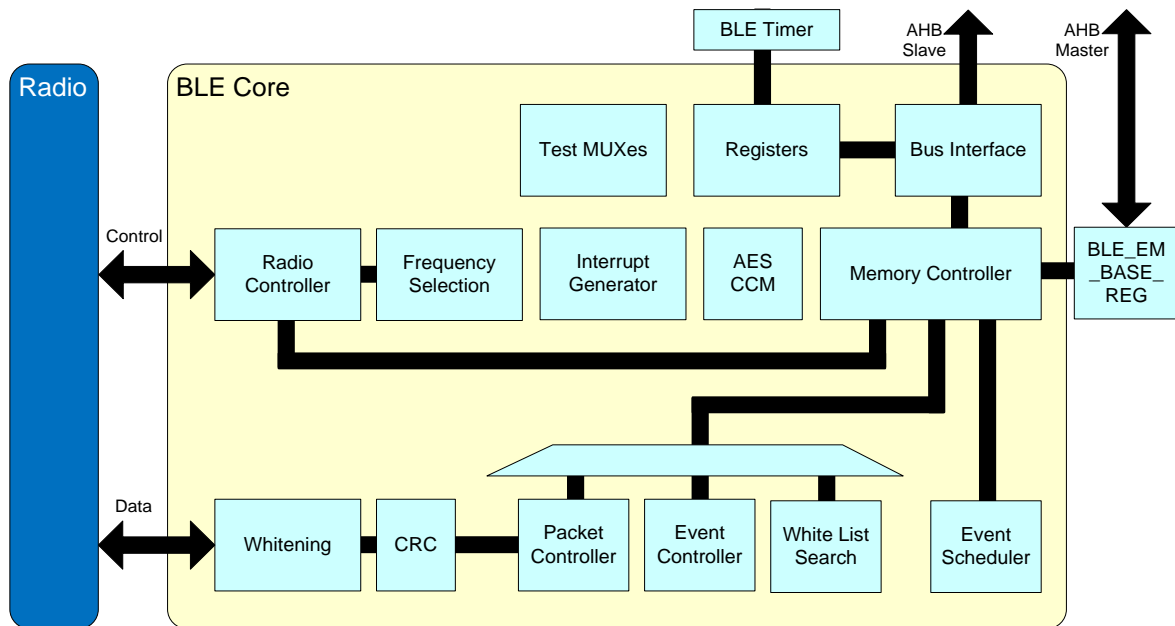 BLE Timer
AHB
Slave
AHB
Master
Radio
BLE Core
Test MUXes
Registers
Bus Interface
Control
Radio
Controller
Frequency
Selection
Interrupt
Generator
AES
CCM
Memory Controller
BLE_EM
_BASE_
REG
Data
Whitening
CRC
Packet
Controller
Event
Controller
White List
Search
Event
Scheduler